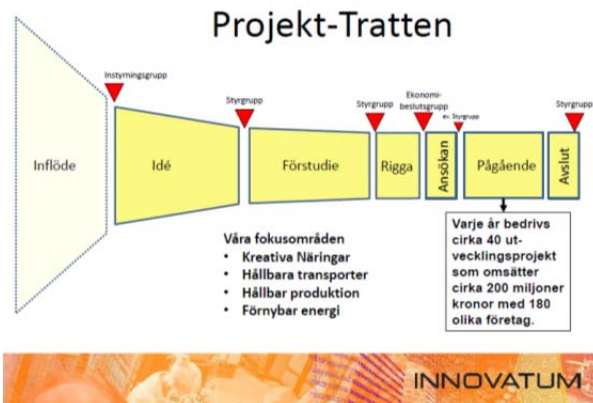 Projekt-Tratten
Instyrningsgrupp
Styrgrupp
Styrgrupp
Ekonomi-
beslutsgrupp
ev. Styrgrupp
Styrgrupp
Inflöde
Idé
Förstudie
Rigga
Ansökan
Pågående
Avslut
Våra fokusområden
• Kreativa Näringar
• Hållbara transporter
• Hållbar produktion
• Förnybar energi
Varje år bedrivs
cirka 40 ut-
vecklingsprojekt
som omsätter
cirka 200 miljoner
kronor med 180
olika företag.
INNOVATUM